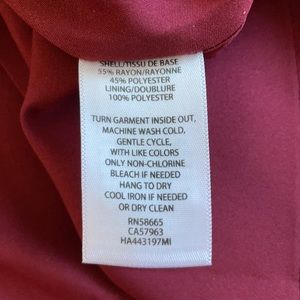 SHELL/TISSU DE BASE
55% RAYON/RAYONNE
45% POLYESTER
LINING/DOUBLURE
100% POLYESTER
TURN GARMENT INSIDE OUT,
MACHINE WASH COLD,
GENTLE CYCLE,
WITH LIKE COLORS
ONLY NON-CHLORINE
BLEACH IF NEEDED
HANG TO DRY
COOL IRON IF NEEDED
OR DRY CLEAN
RN58665
CA57963
HA443197MI